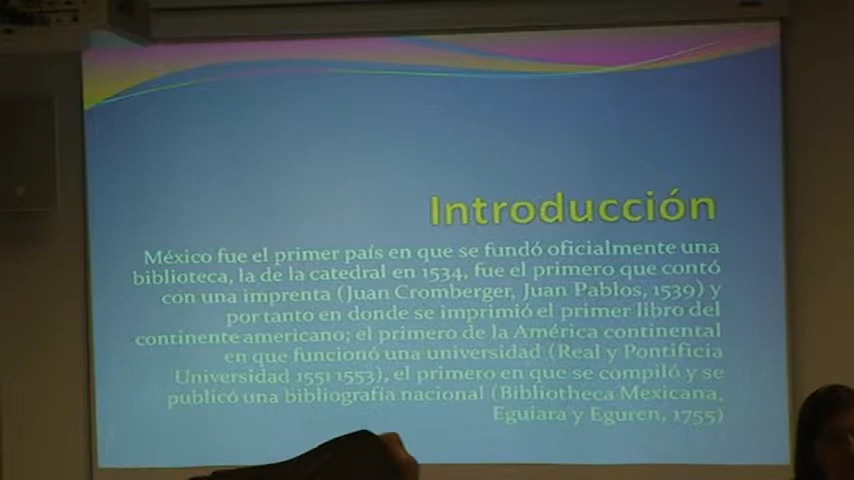 Introducción
México fue el primer país en que se fundó oficialmente una
biblioteca, la de la catedral en 1534, fue el primero que contó
con una imprenta (Juan Cromberger, Juan Pablos, 1539) y
por tanto en donde se imprimió el primer libro del
continente americano; el primero de la América continental
en que funcionó una universidad (Real y Pontificia
Universidad 1551 1553), el primero en que se compiló y se
publicó una bibliografía nacional (Bibliotheca Mexicana,
Eguiara y Eguren, 1755)